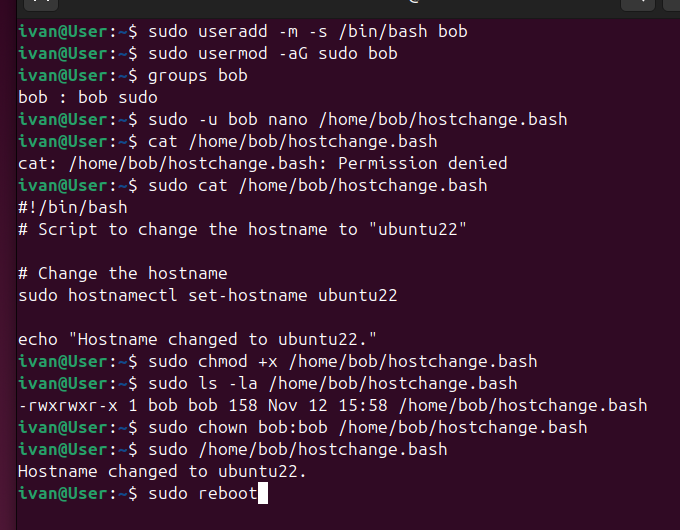 ivan@User:~$ sudo useradd -m -s /bin/bash bob
ivan@User:~$ sudo usermod -aG sudo bob
ivan@User:~$ groups bob
bob : bob sudo
ivan@User:~$ sudo -u bob nano /home/bob/hostchange.bash
ivan@User:~$ cat /home/bob/hostchange.bash
cat: /home/bob/hostchange.bash: Permission denied
ivan@User:~$ sudo cat /home/bob/hostchange.bash
#!/bin/bash
# Script to change the hostname to "ubuntu22"
# Change the hostname
sudo hostnamectl set-hostname ubuntu22
echo "Hostname changed to ubuntu22."
ivan@User:~$ sudo chmod +x /home/bob/hostchange.bash
ivan@User:~$ sudo ls -la /home/bob/hostchange.bash
-rwxrwxr-x 1 bob bob 158 Nov 12 15:58 /home/bob/hostchange.bash
ivan@User:~$ sudo chown bob:bob /home/bob/hostchange.bash
ivan@User:~$ sudo /home/bob/hostchange.bash
Hostname changed to ubuntu22.
ivan@User:~$ sudo reboot